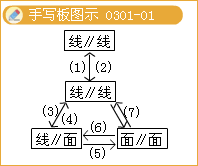 手写板图示 0301-01
线∥线
(1) (2)
线∥线
(3) (4) (7)
线∥面 (6) 面∥面
(5)